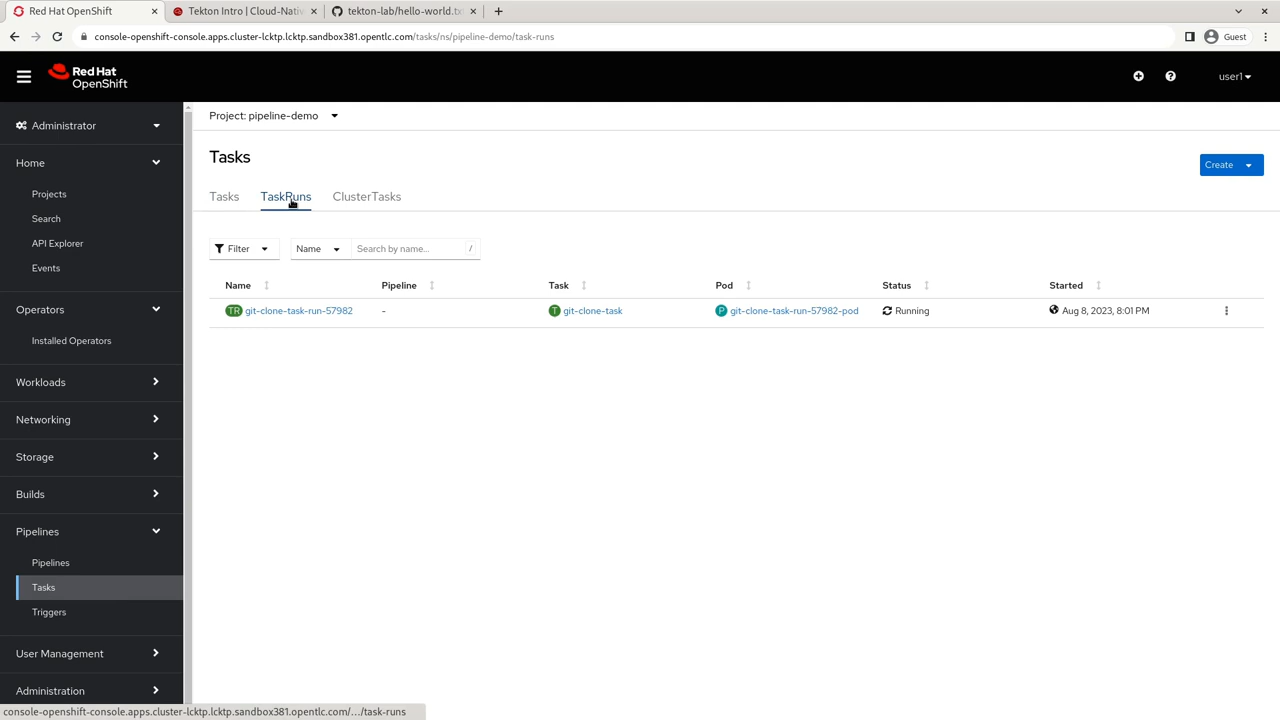 Red Hat OpenShift
Tekton Intro | Cloud-Nativ
tekton-lab/hello-world.tx
console-openshift-console.apps.cluster-lcktp.lcktp.sandbox381.opentlc.com/tasks/ns/pipeline-demo/task-runs
Guest
Red Hat
OpenShift
user1
Administrator
Home
Projects
Search
API Explorer
Events
Operators
Installed Operators
Workloads
Networking
Storage
Builds
Pipelines
Pipelines
Tasks
Triggers
User Management
Administration
Project: pipeline-demo
Tasks
Create
Tasks TaskRuns ClusterTasks
Filter Name Search by name... /
Name Pipeline Task Pod Status Started
TR git-clone-task-run-57982 - T git-clone-task P git-clone-task-run-57982-pod Running Aug 8, 2023, 8:01 PM
console-openshift-console.apps.cluster-lcktp.lcktp.sandbox381.opentlc.com/.../task-runs